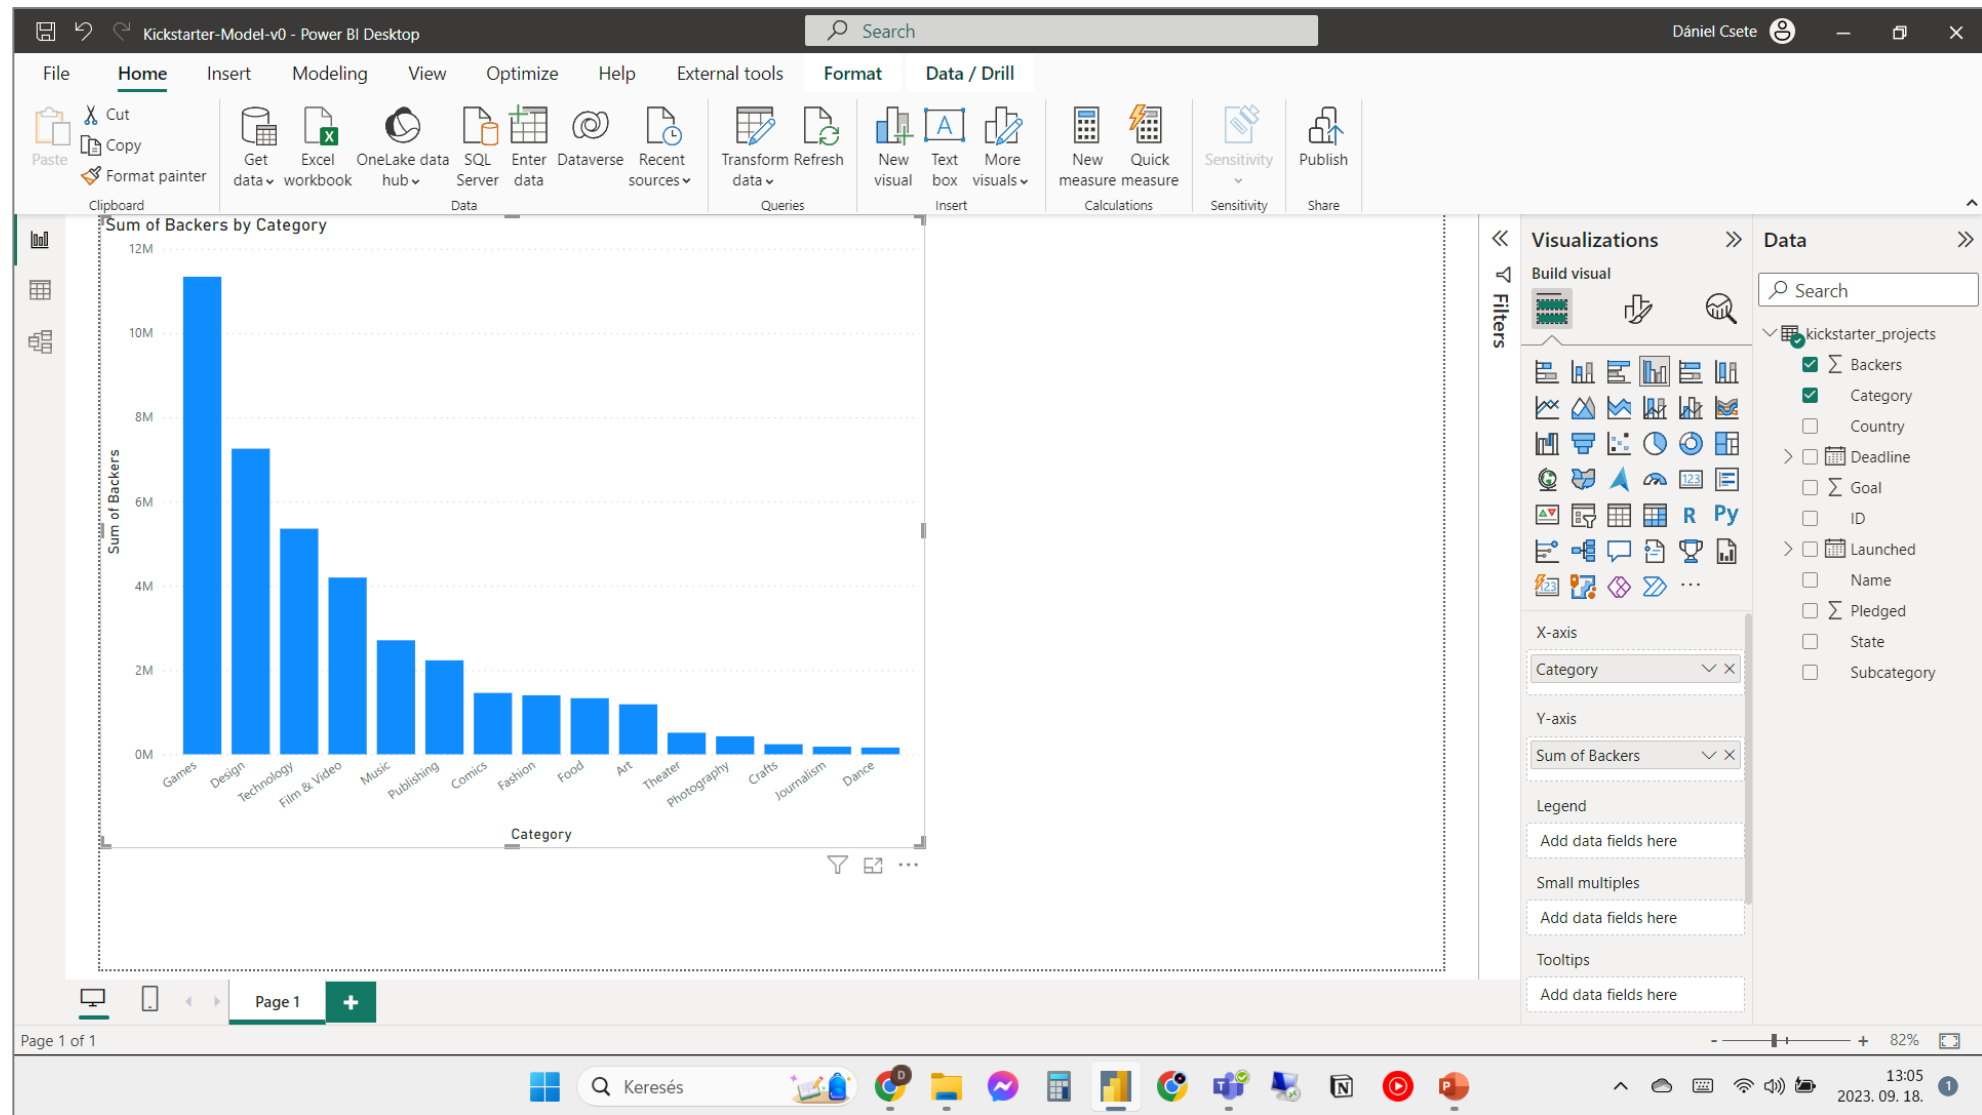 Kickstarter-Model-v0 - Power BI Desktop
Search
Dániel Csete
File Home Insert Modeling View Optimize Help External tools Format Data / Drill
Paste
Cut
Copy
Format painter
Clipboard
Get data
Excel workbook
OneLake data hub
SQL Server
Enter data
Dataverse
Recent sources
Data
Transform data
Refresh
Queries
New visual
A
Text box
More visuals
Insert
New measure
Quick measure
Calculations
Sensitivity
Sensitivity
Publish
Share
Sum of Backers by Category
12M
10M
8M
6M
4M
2M
0M
Sum of Backers
Games
Design
Technology
Film & Video
Music
Publishing
Comics
Fashion
Food
Art
Theater
Photography
Crafts
Journalism
Dance
Category
Filters
Visualizations
Build visual
123
R
Py
123
X-axis
Category
Y-axis
Sum of Backers
Legend
Add data fields here
Small multiples
Add data fields here
Tooltips
Add data fields here
Data
Search
kickstarter_projects
Backers
Category
Country
Deadline
Goal
ID
Launched
Name
Pledged
State
Subcategory
Page 1
Page 1 of 1
82%
Keresés
D
13:05
2023. 09. 18.
1